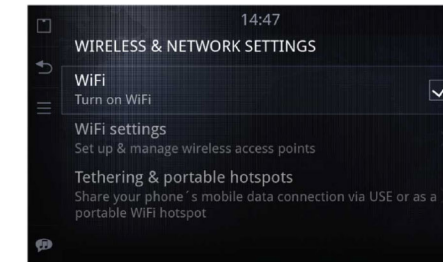 14:47
WIRELESS & NETWORK SETTINGS
WiFi
Turn on WiFi
WiFi settings
Set up & manage wireless access points
Tethering & portable hotspots
Share your phone´s mobile data connection via USE or as a
portable WiFi hotspot